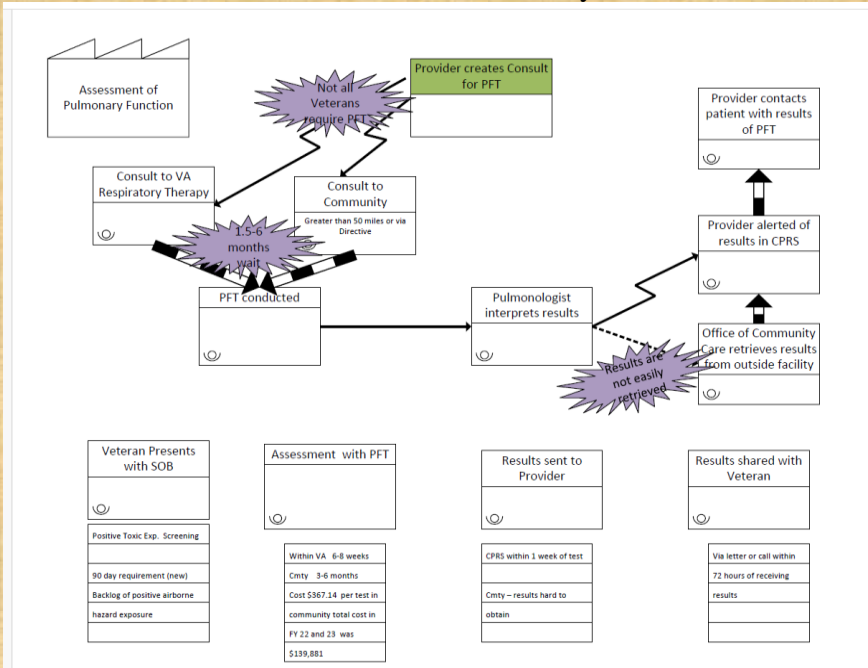 Assessment of
Pulmonary Function
Provider creates Consult
for PFT
Not all
Veterans
require PFT
Consult to VA
Respiratory Therapy
Consult to
Community
Greater than 50 miles or via
Directive
1.5-6
months
wait
PFT conducted
Pulmonologist
interprets results
Provider contacts
patient with results
of PFT
Provider alerted of
results in CPRS
Office of Community
Care retrieves results
from outside facility
Results are
not easily
retrieved
Veteran Presents
with SOB
Positive Toxic Exp. Screening
90 day requirement (new)
Backlog of positive airborne
hazard exposure
Assessment with PFT
Within VA 6-8 weeks
Cmty 3-6 months
Cost $367.14 per test in
community total cost in
FY 22 and 23 was
$139,881
Results sent to
Provider
CPRS within 1 week of test
Cmty – results hard to
obtain
Results shared with
Veteran
Via letter or call within
72 hours of receiving
results